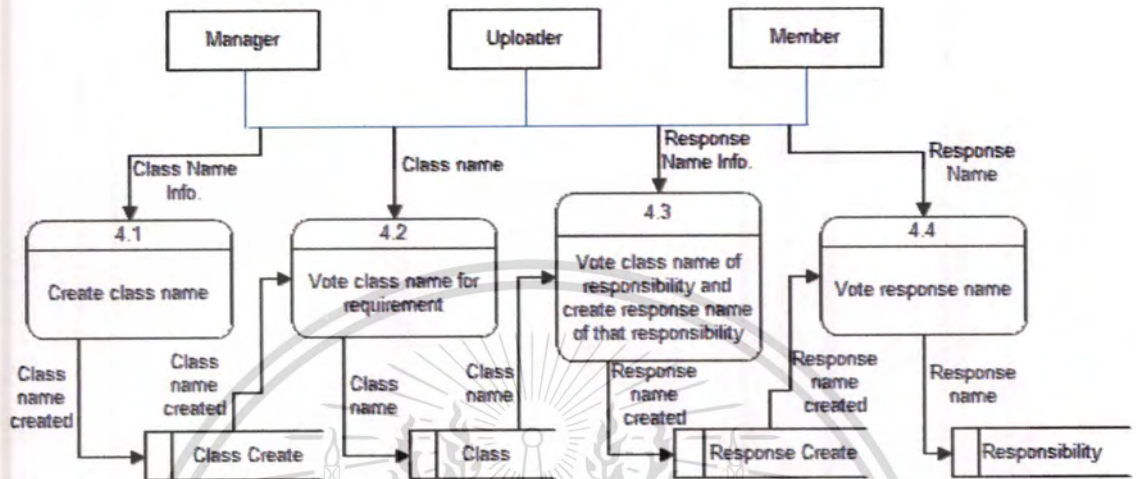 Manager
Uploader
Member
Class Name
Info.
Class name
Response
Name Info.
Response
Name
4.1
Create class name
4.2
Vote class name for
requirement
4.3
Vote class name of
responsibility and
create response name
of that responsibility
4.4
Vote response name
Class
name
created
Class
name
created
Class
name
Class
name
Response
name
created
Response
name
created
Response
name
Class Create
Class
Response Create
Responsibility